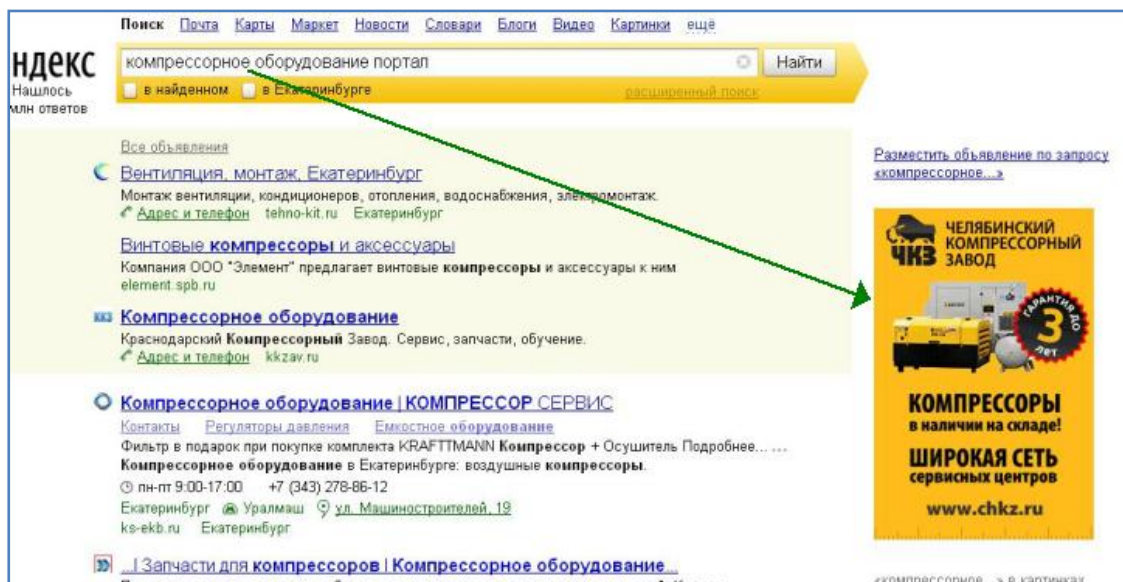 Поиск Почта Карты Маркет Новости Словари Блоги Видео Картинки ещё
ндекс
компрессорное оборудование портал
Найти
Нашлось
млн ответов
в найденном в Екатеринбурге
расширенный поиск
Все объявления
Вентиляция, монтаж, Екатеринбург
Монтаж вентиляции, кондиционеров, отопления, водоснабжения, электромонтаж.
Адрес и телефон tehno-kit.ru Екатеринбург
Винтовые компрессоры и аксессуары
Компания ООО "Элемент" предлагает винтовые компрессоры и аксессуары к ним
element.spb.ru
ккз Компрессорное оборудование
Краснодарский Компрессорный Завод. Сервис, запчасти, обучение.
Адрес и телефон kkzav.ru
Компрессорное оборудование | КОМПРЕССОР СЕРВИС
Контакты Регуляторы давления Емкостное оборудование
Фильтр в подарок при покупке комплекта KRAFTTMANN Компрессор + Осушитель Подробнее... ...
Компрессорное оборудование в Екатеринбурге: воздушные компрессоры.
пн-пт 9:00-17:00 +7 (343) 278-86-12
Екатеринбург Уралмаш ул. Машиностроителей, 19
ks-ekb.ru Екатеринбург
...| Запчасти для компрессоров | Компрессорное оборудование...
Разместить объявление по запросу
«компрессорное...»
ЧКЗ
ЧЕЛЯБИНСКИЙ
КОМПРЕССОРНЫЙ
ЗАВОД
ГАРАНТИЯ ДО
3
лет
КОМПРЕССОРЫ
в наличии на складе!
ШИРОКАЯ СЕТЬ
сервисных центров
www.chkz.ru
«компрессорное...» в картинках